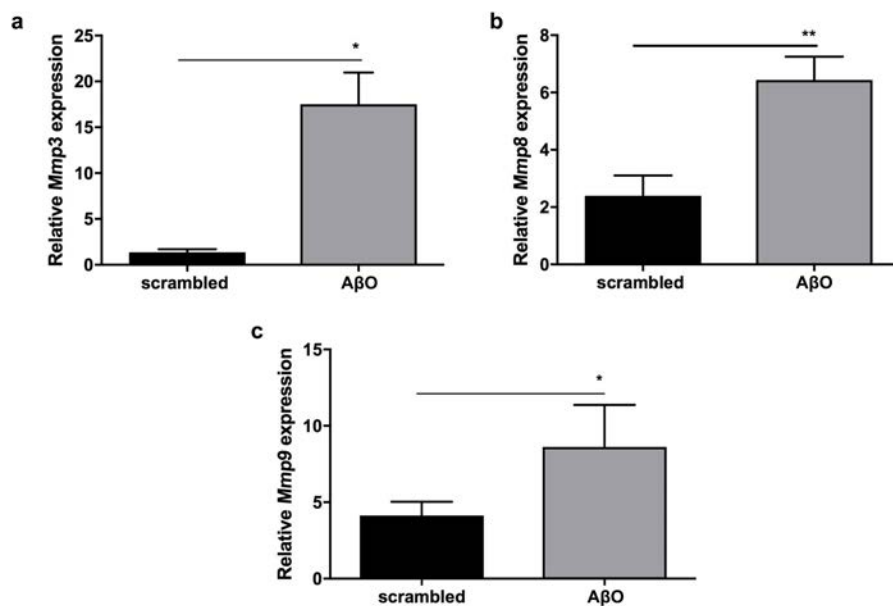 a
Relative Mmp3 expression
25
20
15
10
5
0
*
scrambled
AβO
b
Relative Mmp8 expression
8
6
4
2
0
**
scrambled
AβO
c
Relative Mmp9 expression
15
10
5
0
*
scrambled
AβO